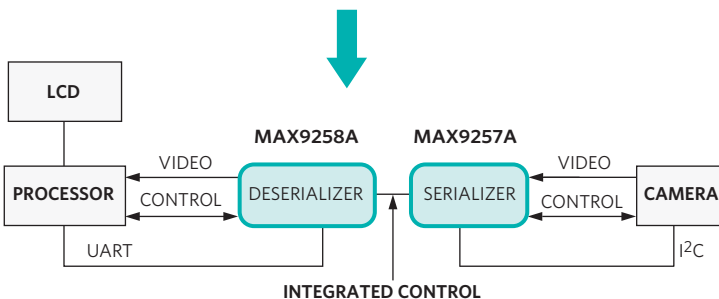 LCD
MAX9258A
MAX9257A
PROCESSOR
VIDEO
CONTROL
DESERIALIZER
SERIALIZER
VIDEO
CONTROL
CAMERA
UART
I²C
INTEGRATED CONTROL